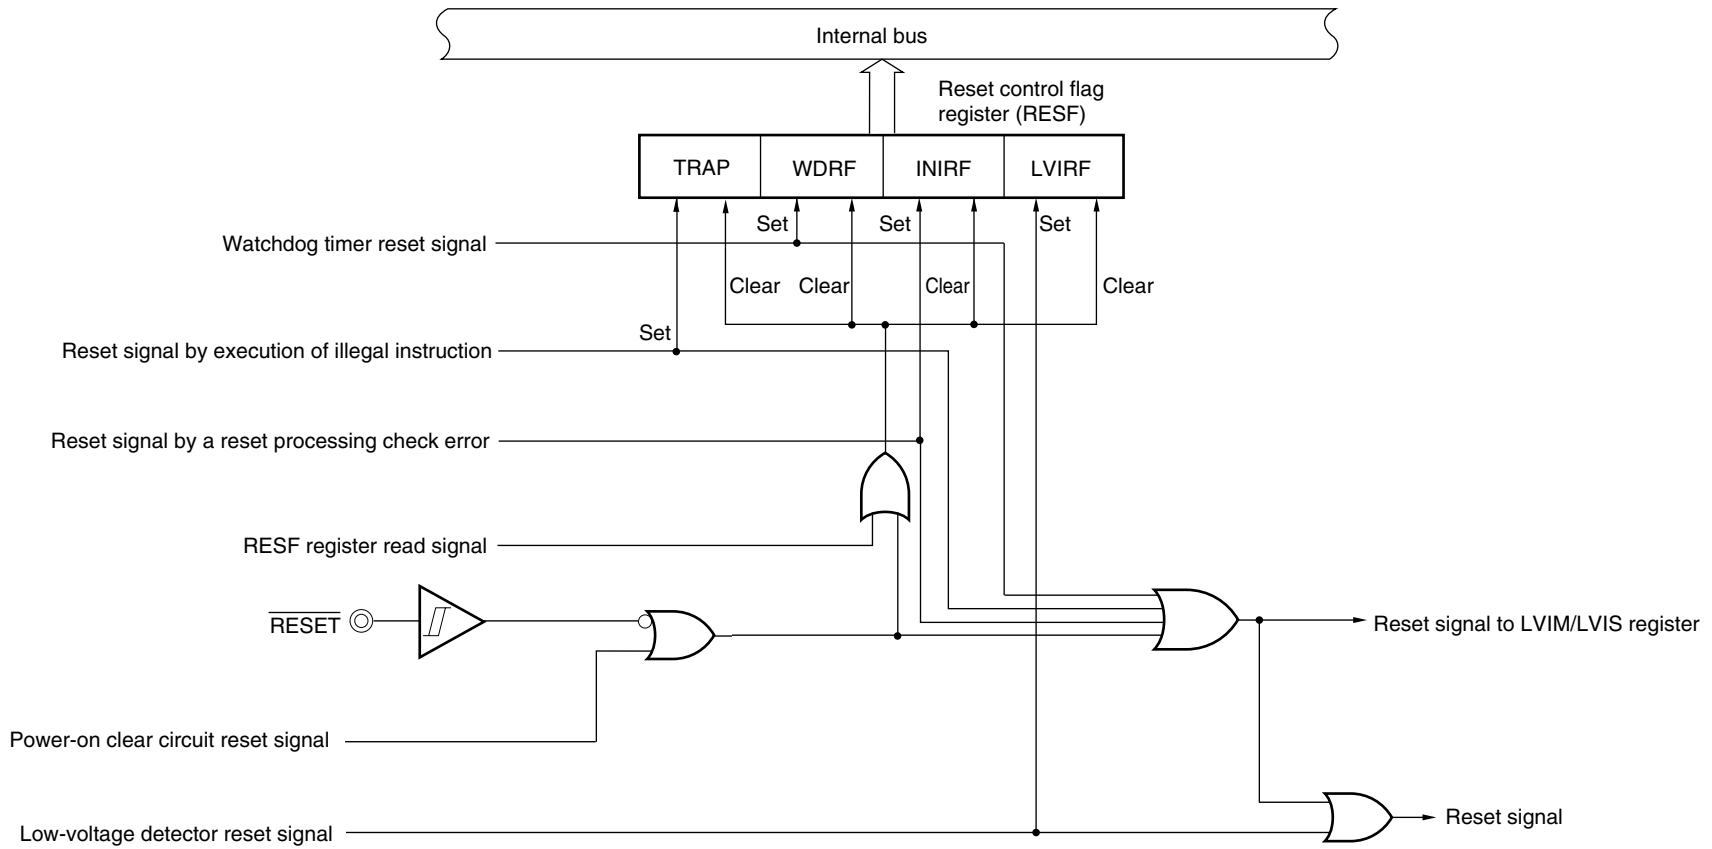 Internal bus
Reset control flag
register (RESF)
TRAP
WDRF
INIRF
LVIRF
Set
Set
Set
Watchdog timer reset signal
Clear
Clear
Clear
Clear
Set
Reset signal by execution of illegal instruction
Reset signal by a reset processing check error
RESF register read signal
RESET
Reset signal to LVIM/LVIS register
Power-on clear circuit reset signal
Reset signal
Low-voltage detector reset signal